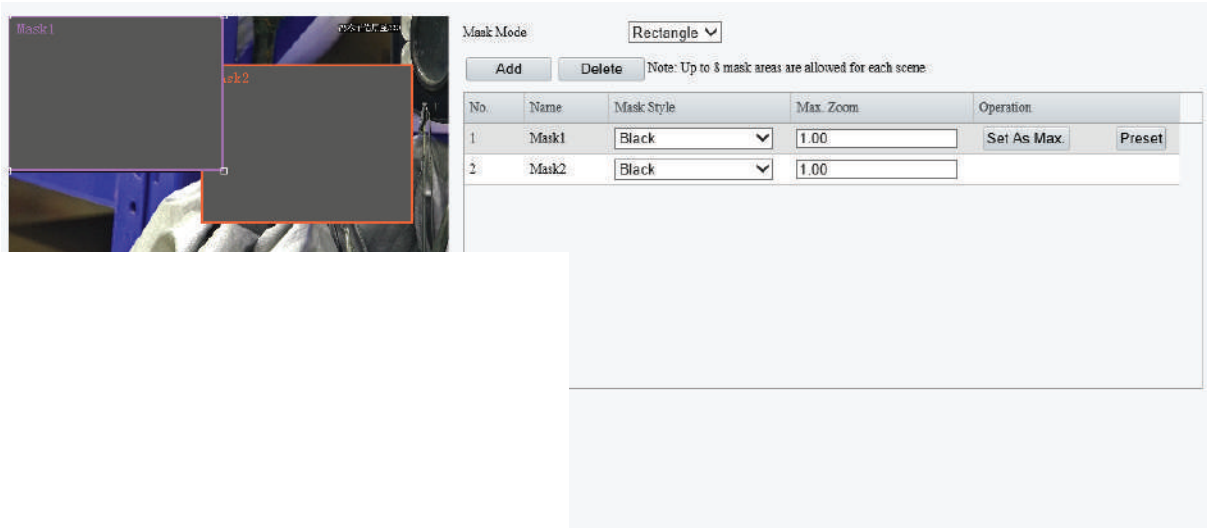 Mask1
Mask Mode
Rectangle
Add
Delete
Note: Up to 8 mask areas are allowed for each scene
No.
Name
Mask Style
Max. Zoom
Operation
1
Mask1
Black
1.00
Set As Max.
Preset
2
Mask2
Black
1.00